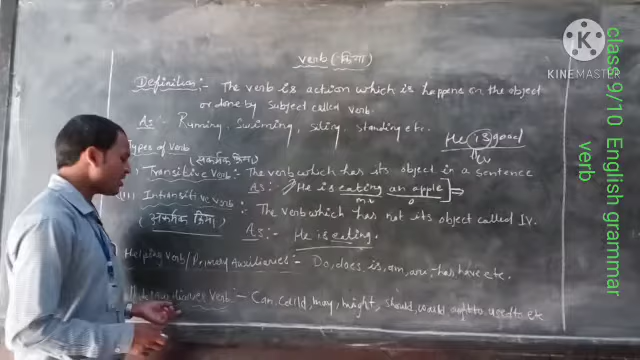 verb (क्रिया)
Definition:- The verb is action which is happene on the object
or done by subject called verb.
As:- Running, swimming, siting, standing etc.
He is good
LV
Types of verb
(सकर्मक क्रिया)
Transitive verb:- The verb which has its object in a sentence
As:- He is eating an apple
m.v o
(II) Intransitive verb:- The verb which has not its object called IV.
(अकर्मक क्रिया)
As:- He is eating.
Helping verb/Primary Auxiliaries:- Do, does, is, am, are, has have etc.
verb:- Can, could, may, might, should, would ought to, used to etc
KINEMASTER
class 9/10 English grammar
verb